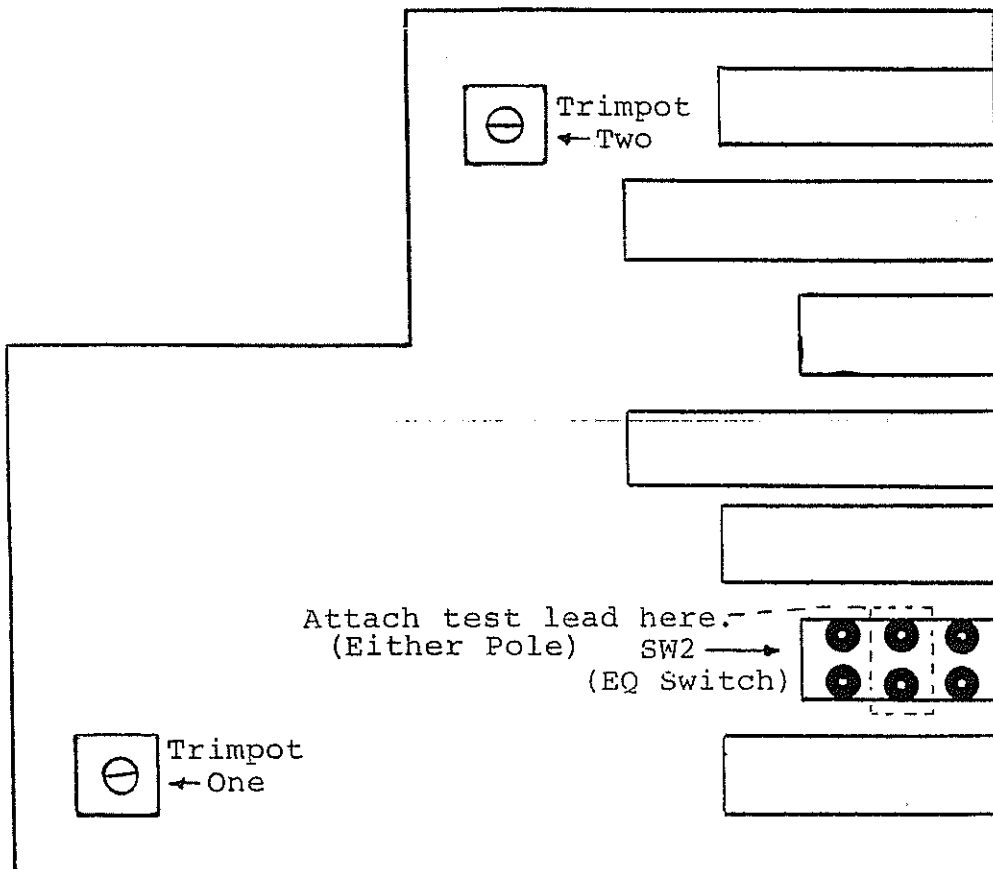 Trimpot
Two
Attach test lead here.
(Either Pole)
SW2
(EQ Switch)
Trimpot
One